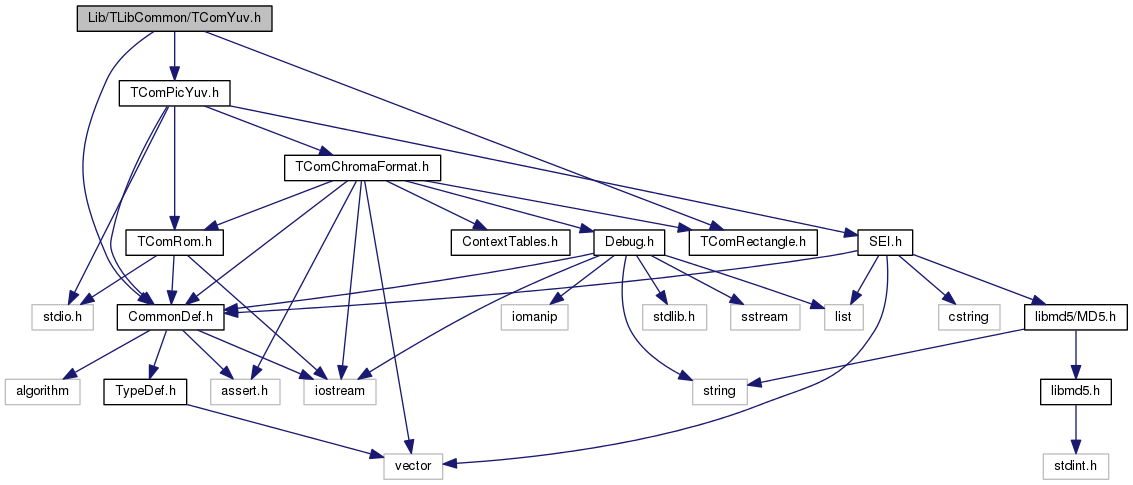 Lib/TLibCommon/TComYuv.h
TComPicYuv.h
TComChromaFormat.h
TComRom.h
ContextTables.h
Debug.h
TComRectangle.h
SEI.h
stdio.h
CommonDef.h
iomanip
stdlib.h
sstream
list
cstring
libmd5/MD5.h
algorithm
TypeDef.h
assert.h
iostream
string
libmd5.h
vector
stdint.h